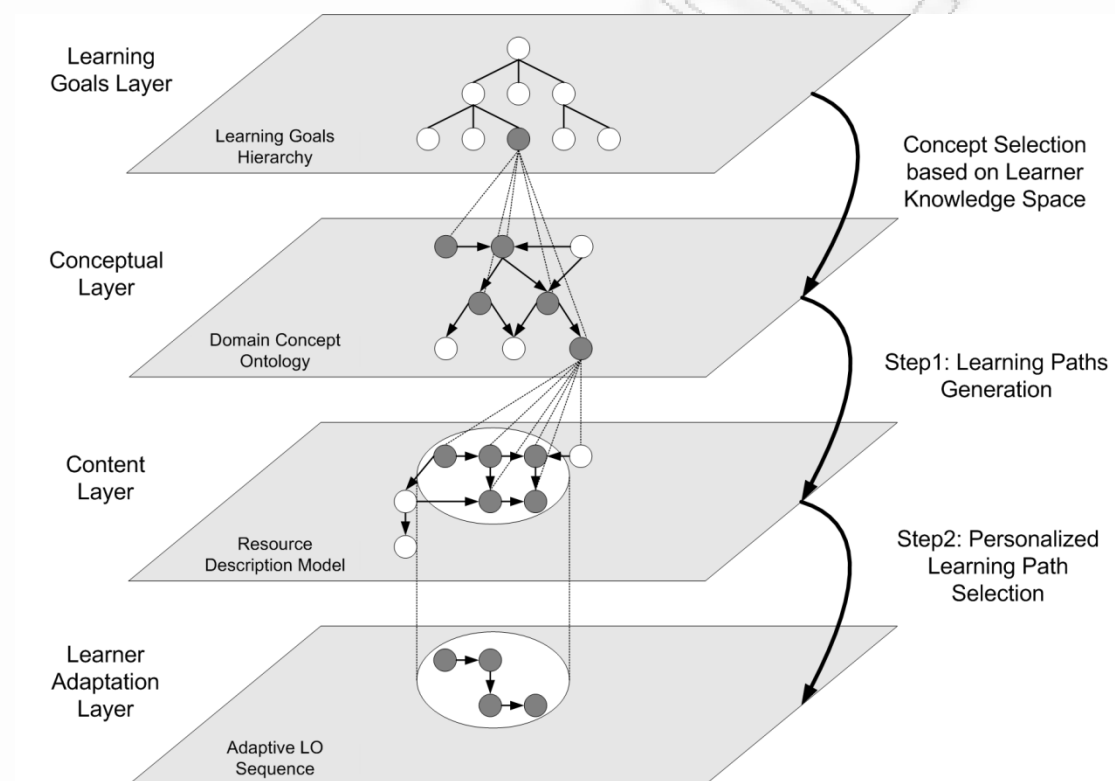 Learning
Goals Layer
Learning Goals
Hierarchy
Concept Selection
based on Learner
Knowledge Space
Conceptual
Layer
Domain Concept
Ontology
Step1: Learning Paths
Generation
Content
Layer
Resource
Description Model
Step2: Personalized
Learning Path
Selection
Learner
Adaptation
Layer
Adaptive LO
Sequence